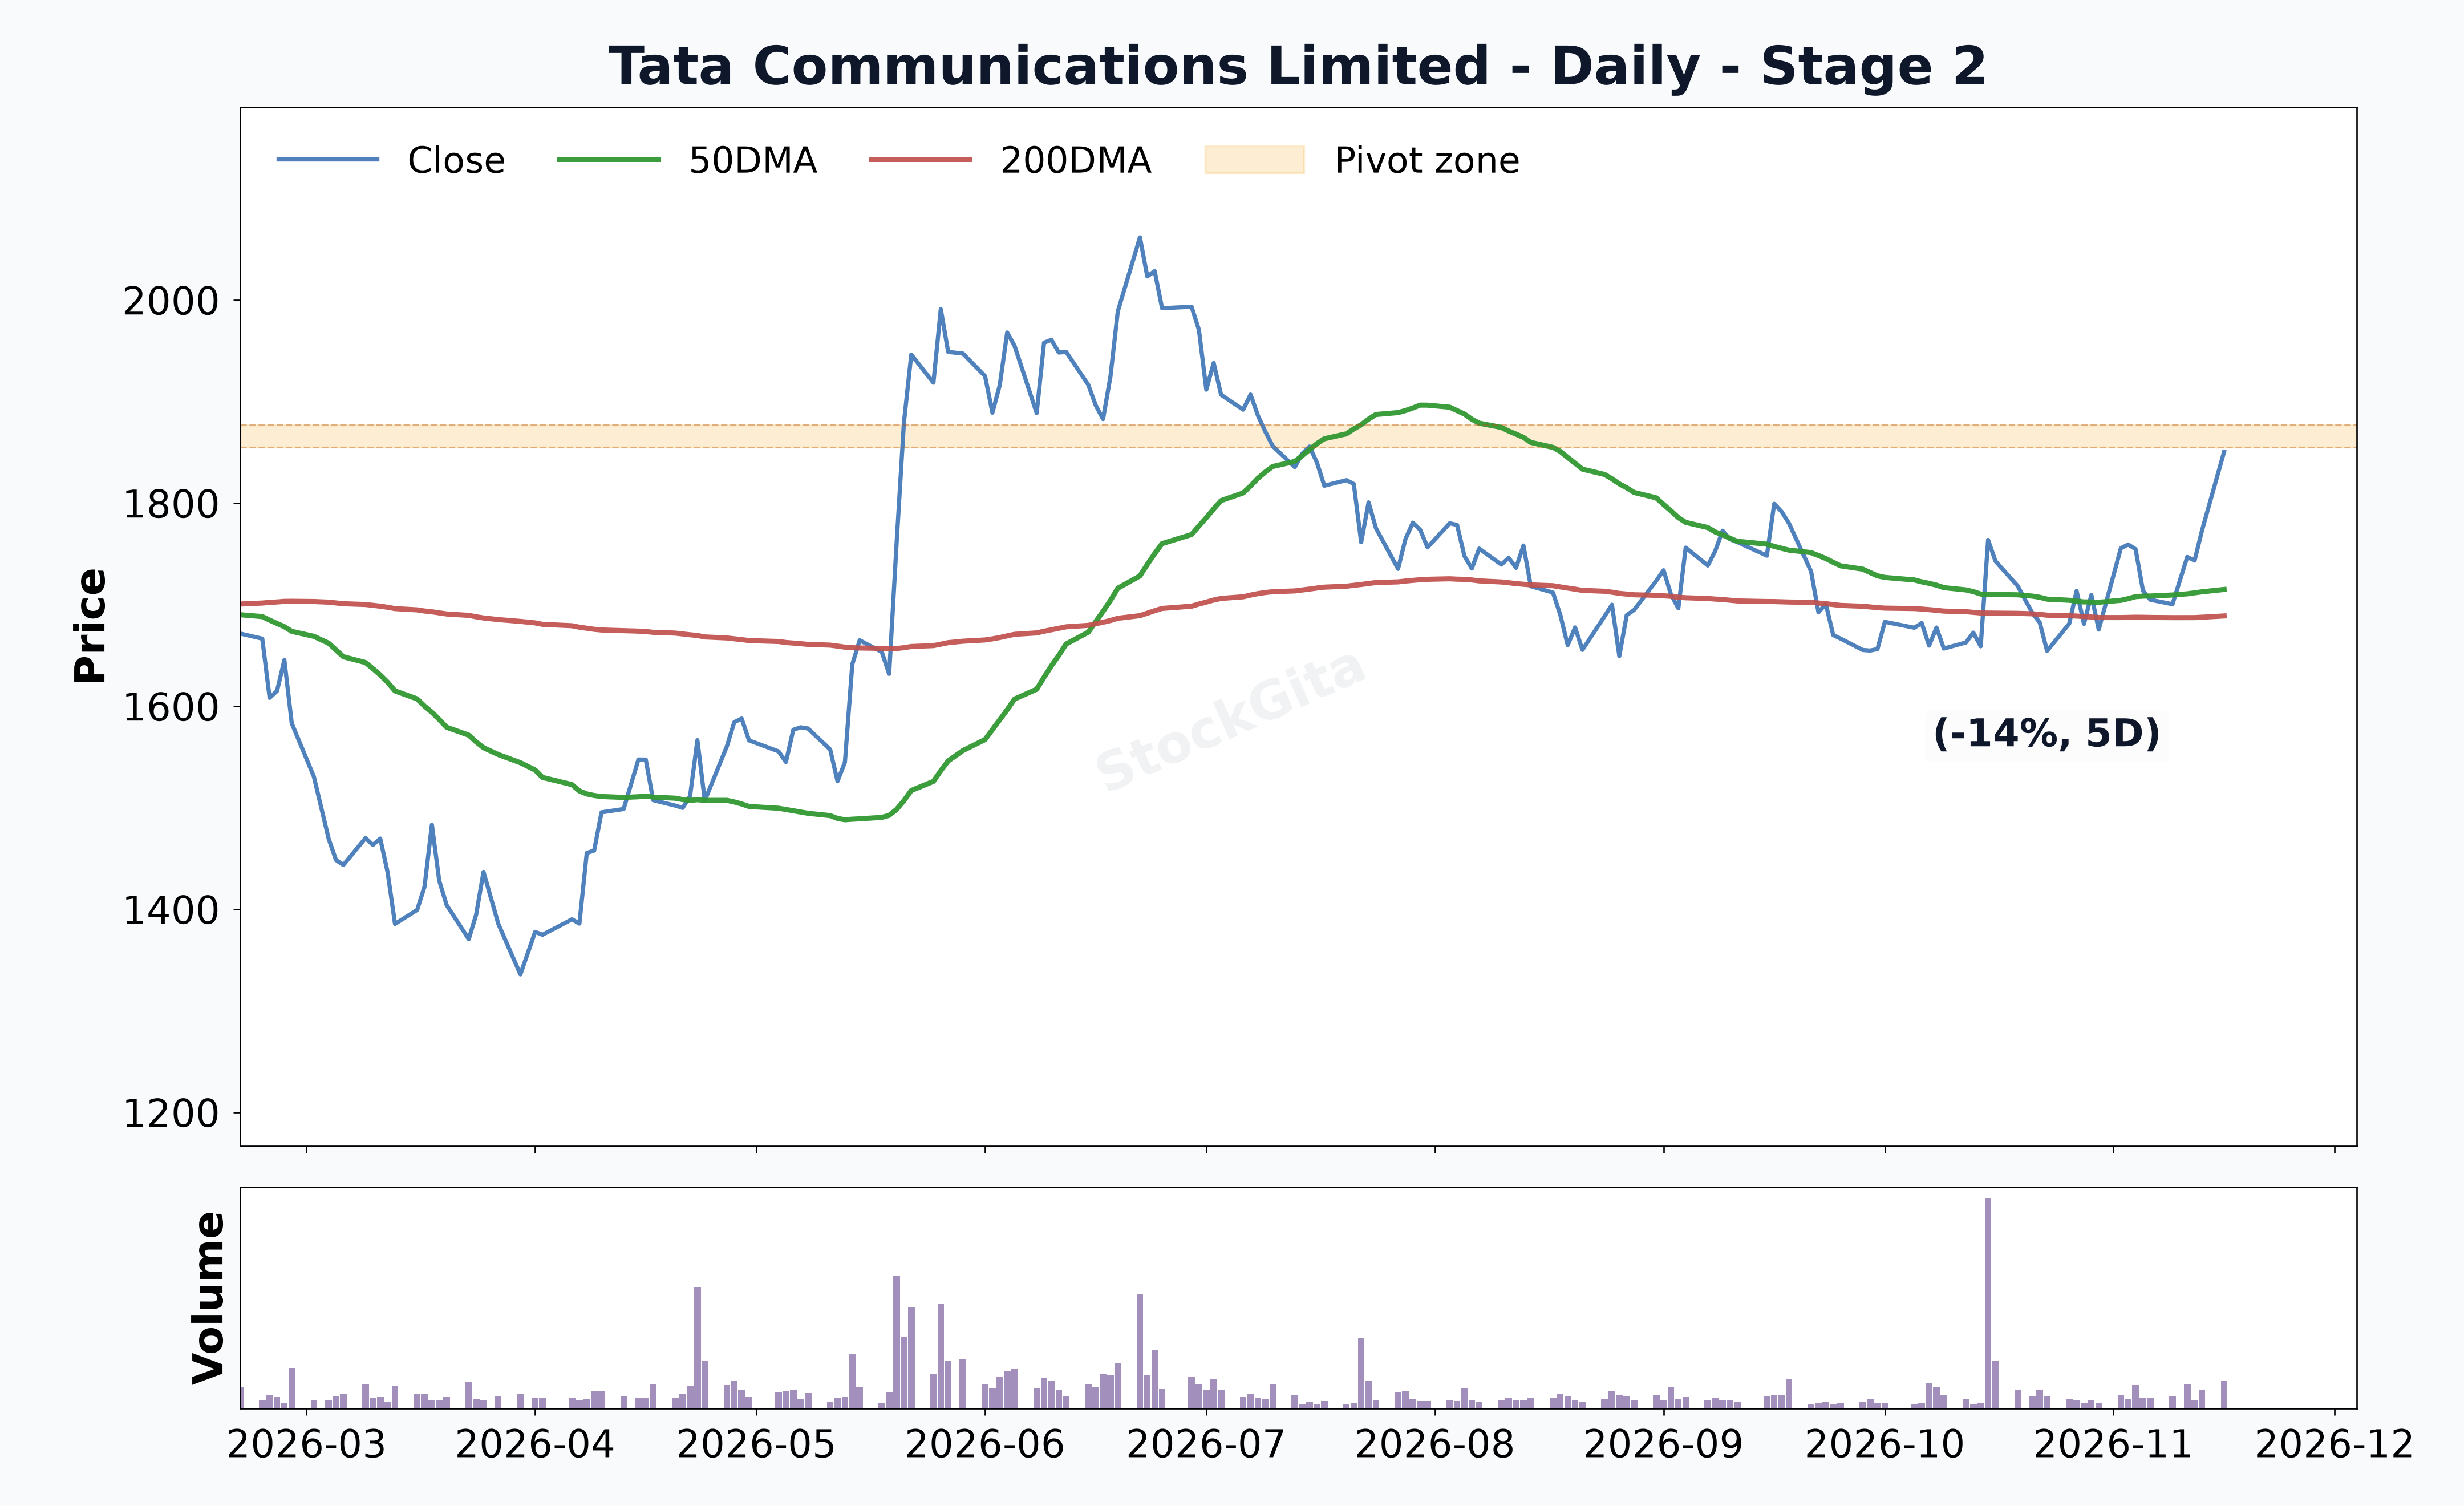 Tata Communications Limited - Daily - Stage 2
Close 50DMA 200DMA Pivot zone
Price
2000
1800
1600
1400
1200
StockGita
(-14%, 5D)
Volume
2026-03 2026-04 2026-05 2026-06 2026-07 2026-08 2026-09 2026-10 2026-11 2026-12